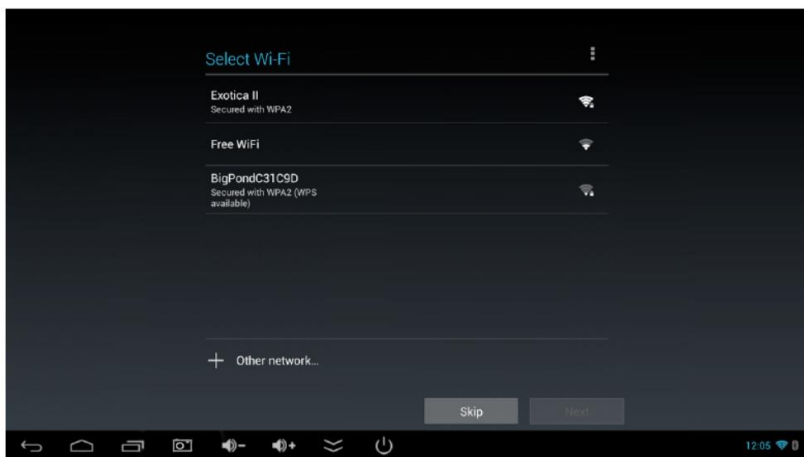 Select Wi-Fi
Exotica II
Secured with WPA2
Free WiFi
BigPondC31C9D
Secured with WPA2 (WPS
available)
Other network...
Skip
Next
12:05